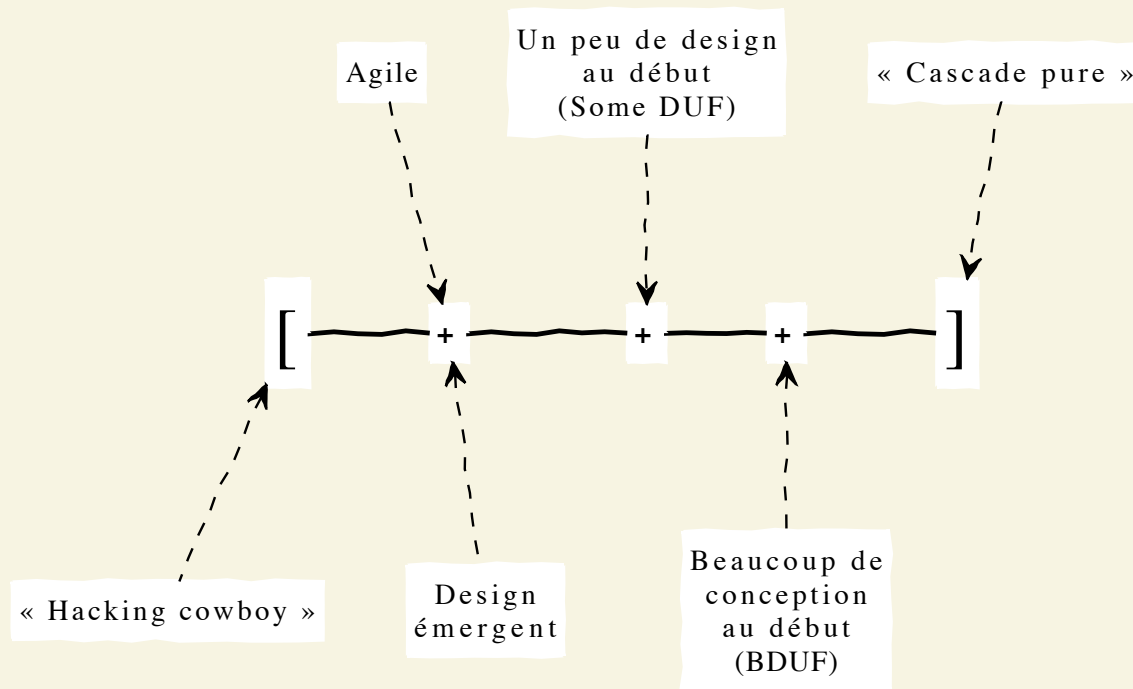 Agile
Un peu de design
au début
(Some DUF)
« Cascade pure »
[
+
+
+
]
« Hacking cowboy »
Design
émergent
Beaucoup de
conception
au début
(BDUF)